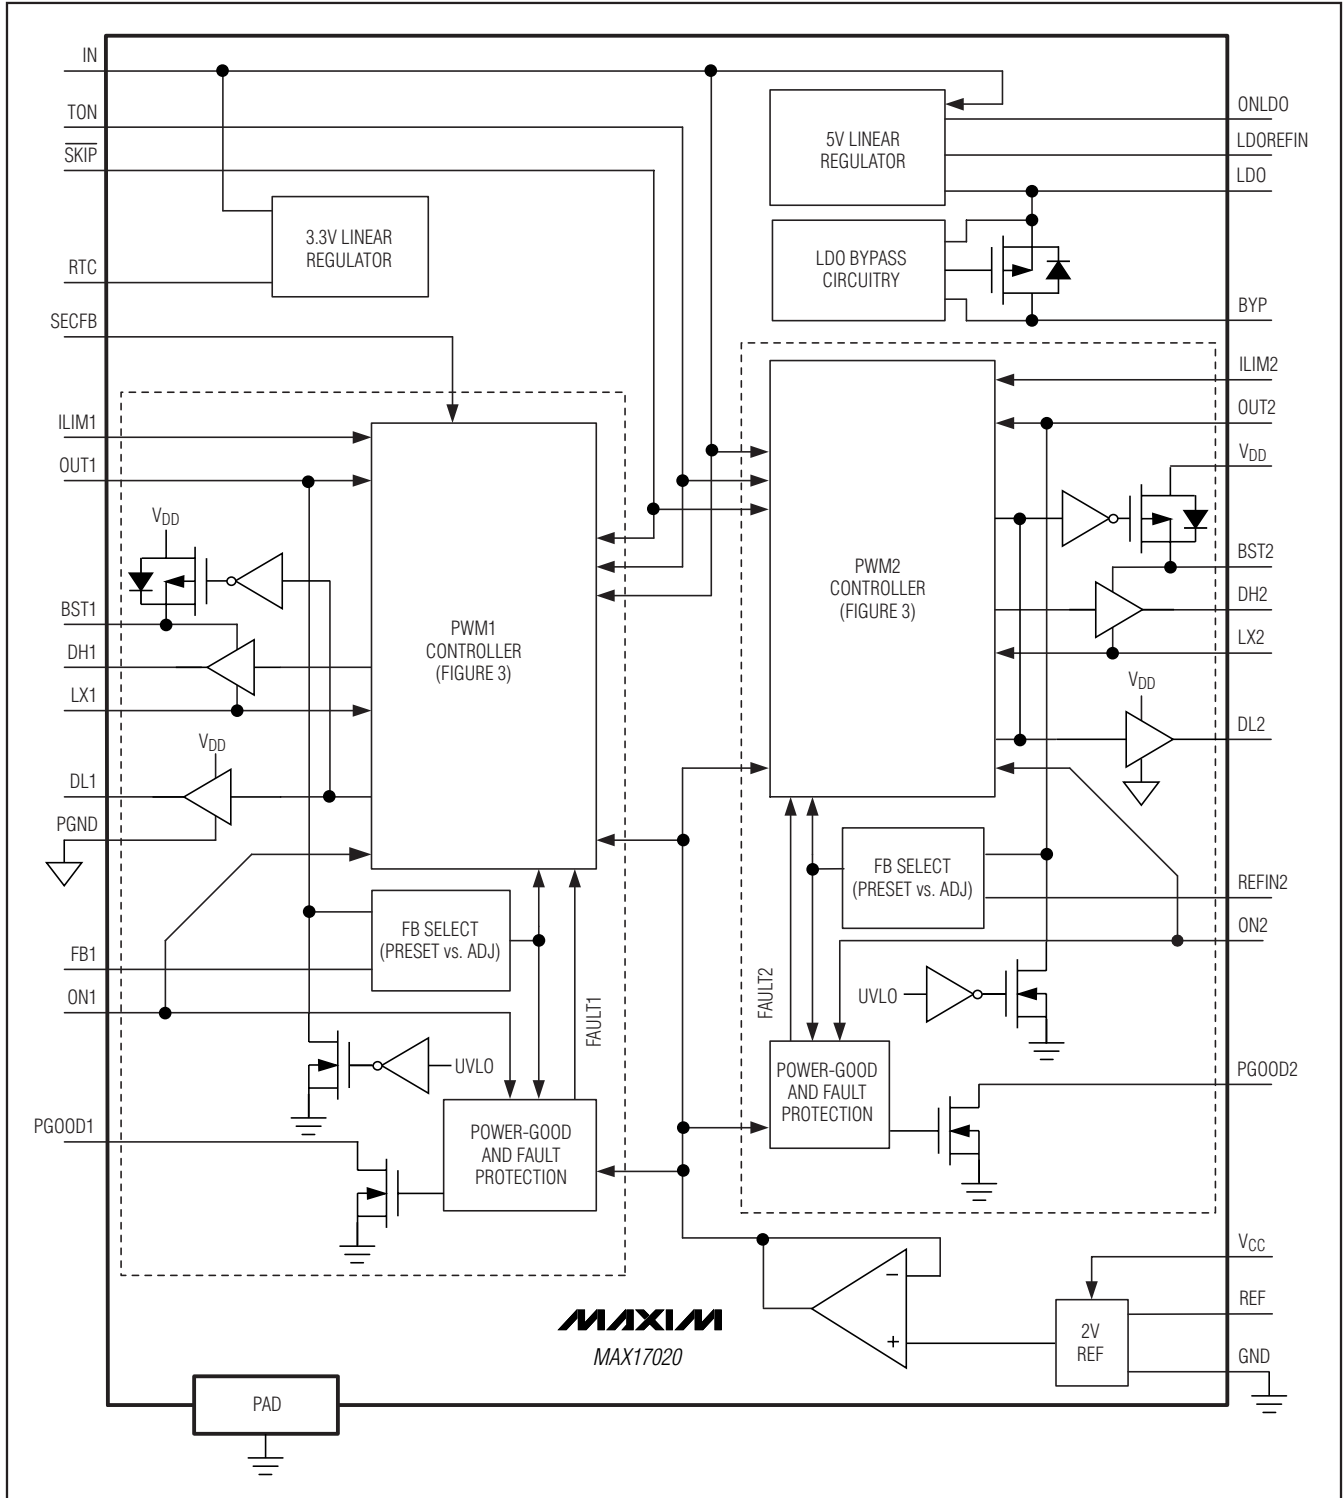 IN
TON
SKIP
RTC
SECFB
ILIM1
OUT1
VDD
BST1
DH1
LX1
VDD
DL1
PGND
FB1
ON1
PGOOD1
3.3V LINEAR
REGULATOR
PWM1
CONTROLLER
(FIGURE 3)
FB SELECT
(PRESET vs. ADJ)
FAULT1
UVLO
POWER-GOOD
AND FAULT
PROTECTION
5V LINEAR
REGULATOR
LDO BYPASS
CIRCUITRY
PWM2
CONTROLLER
(FIGURE 3)
VDD
FB SELECT
(PRESET vs. ADJ)
FAULT2
UVLO
POWER-GOOD
AND FAULT
PROTECTION
ONLDO
LDOREFIN
LDO
BYP
ILIM2
OUT2
VDD
BST2
DH2
LX2
DL2
REFIN2
ON2
PGOOD2
VCC
REF
GND
-
+
2V
REF
MAXIM
MAX17020
PAD